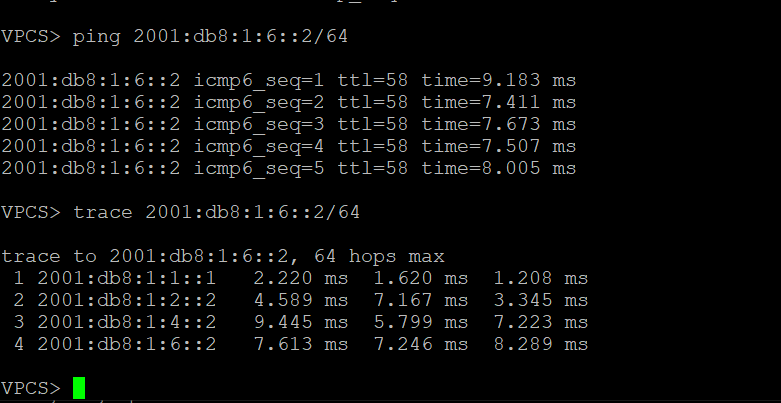 VPCS> ping 2001:db8:1:6::2/64
2001:db8:1:6::2 icmp6_seq=1 ttl=58 time=9.183 ms
2001:db8:1:6::2 icmp6_seq=2 ttl=58 time=7.411 ms
2001:db8:1:6::2 icmp6_seq=3 ttl=58 time=7.673 ms
2001:db8:1:6::2 icmp6_seq=4 ttl=58 time=7.507 ms
2001:db8:1:6::2 icmp6_seq=5 ttl=58 time=8.005 ms
VPCS> trace 2001:db8:1:6::2/64
trace to 2001:db8:1:6::2, 64 hops max
1 2001:db8:1:1::1   2.220 ms  1.620 ms  1.208 ms
2 2001:db8:1:2::2   4.589 ms  7.167 ms  3.345 ms
3 2001:db8:1:4::2   9.445 ms  5.799 ms  7.223 ms
4 2001:db8:1:6::2   7.613 ms  7.246 ms  8.289 ms
VPCS>